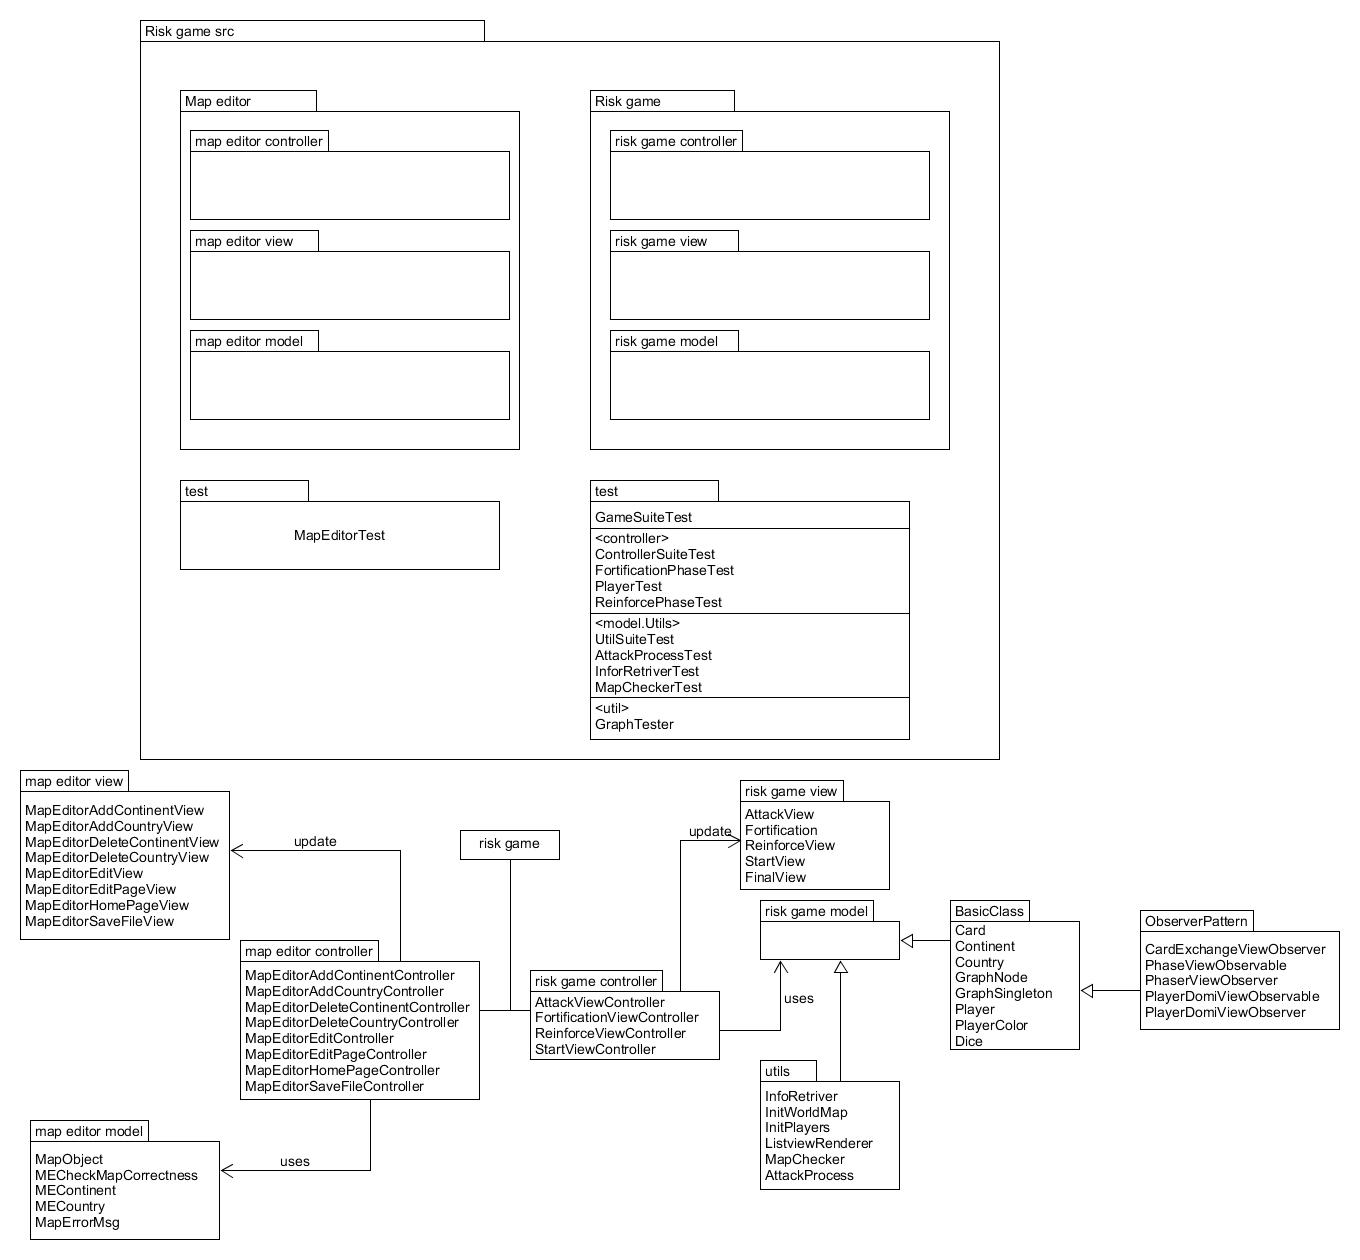 Risk game src
Map editor
map editor controller
map editor view
map editor model
Risk game
risk game controller
risk game view
risk game model
test
MapEditorTest
test
GameSuiteTest
<controller>
ControllerSuiteTest
FortificationPhaseTest
PlayerTest
ReinforcePhaseTest
<model.Utils>
UtilSuiteTest
AttackProcessTest
InforRetriverTest
MapCheckerTest
<util>
GraphTester
map editor view
MapEditorAddContinentView
MapEditorAddCountryView
MapEditorDeleteContinentView
MapEditorDeleteCountryView
MapEditorEditView
MapEditorEditPageView
MapEditorHomePageView
MapEditorSaveFileView
update
risk game
update
risk game view
AttackView
Fortification
ReinforceView
StartView
FinalView
map editor controller
MapEditorAddContinentController
MapEditorAddCountryController
MapEditorDeleteContinentController
MapEditorDeleteCountryController
MapEditorEditController
MapEditorEditPageController
MapEditorHomePageController
MapEditorSaveFileController
risk game controller
AttackViewController
FortificationViewController
ReinforceViewController
StartViewController
risk game model
uses
BasicClass
Card
Continent
Country
GraphNode
GraphSingleton
Player
PlayerColor
Dice
ObserverPattern
CardExchangeViewObserver
PhaseViewObservable
PhaserViewObserver
PlayerDomiViewObservable
PlayerDomiViewObserver
utils
InfoRetriver
InitWorldMap
InitPlayers
ListviewRenderer
MapChecker
AttackProcess
map editor model
MapObject
MECheckMapCorrectness
MEContinent
MECountry
MapErrorMsg
uses